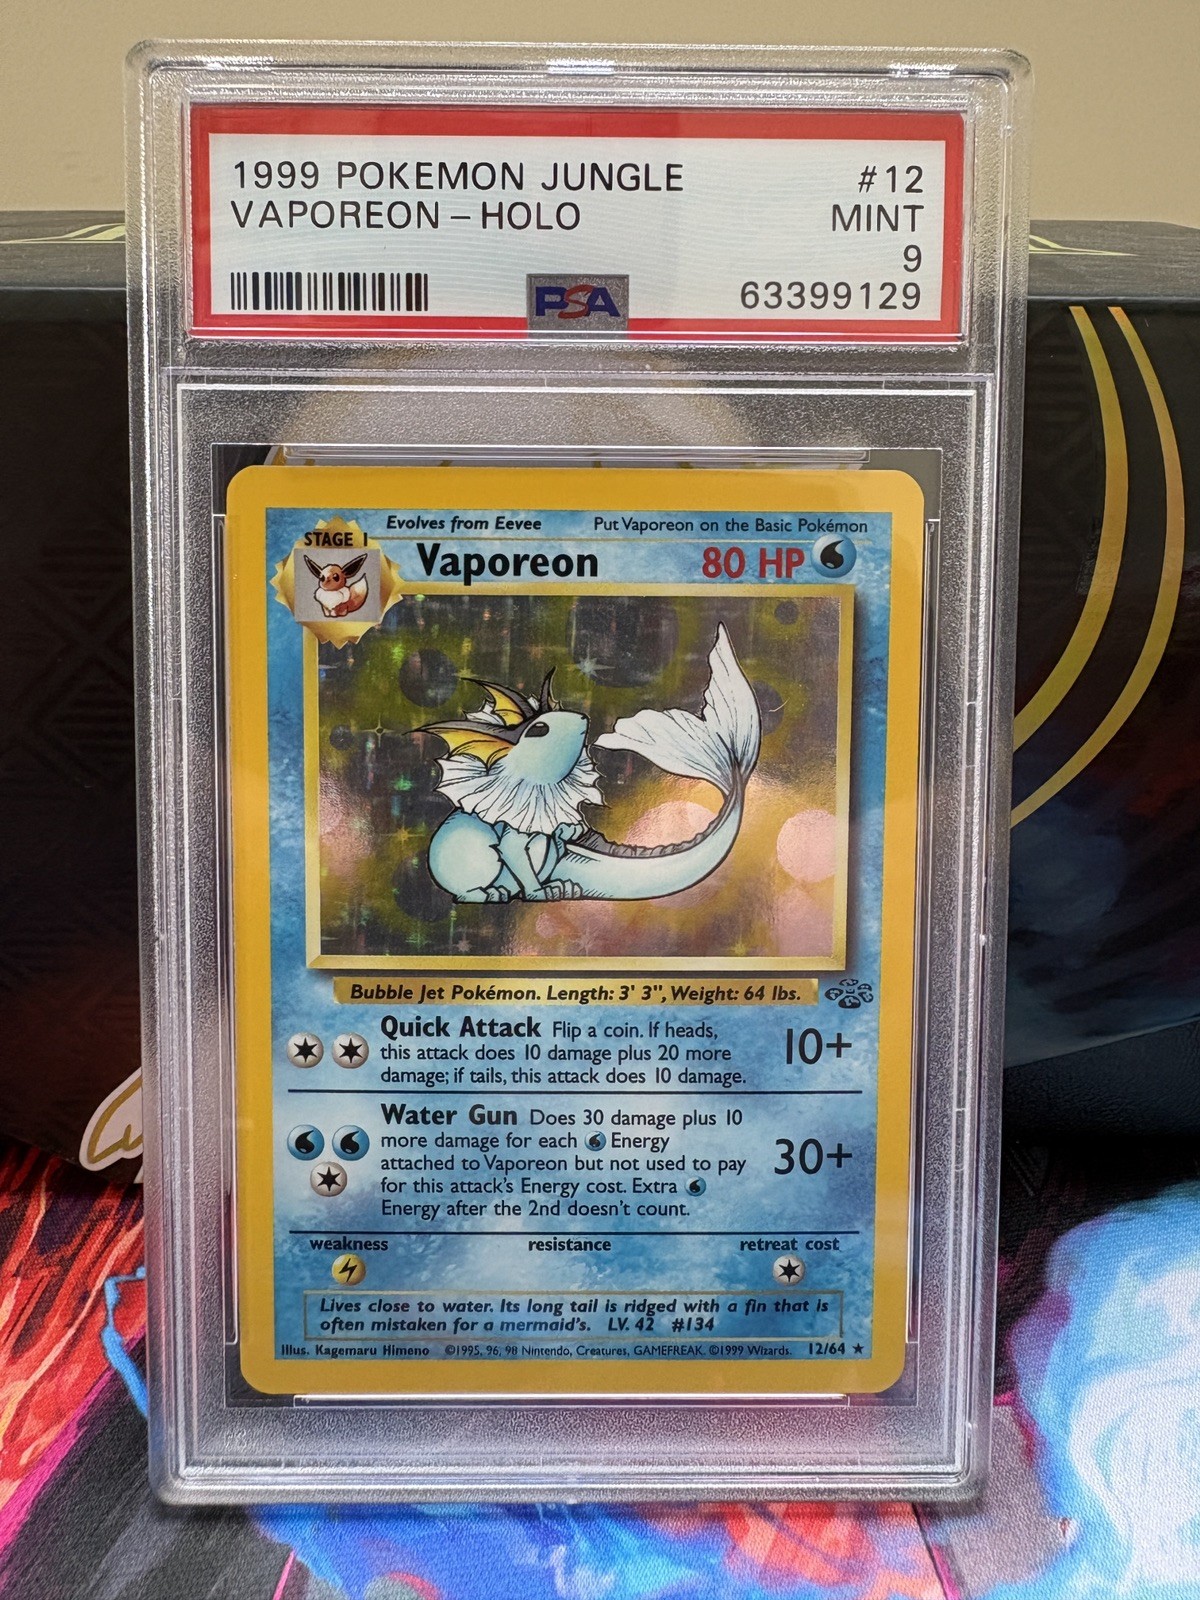 1999 POKEMON JUNGLE #12
VAPOREON - HOLO MINT
9
PSA 63399129
Evolves from Eevee Put Vaporeon on the Basic Pokémon
STAGE 1
Vaporeon 80 HP
Bubble Jet Pokémon. Length: 3' 3", Weight: 64 lbs.
Quick Attack Flip a coin. If heads,
this attack does 10 damage plus 20 more
damage; if tails, this attack does 10 damage.
10+
Water Gun Does 30 damage plus 10
more damage for each Energy
attached to Vaporeon but not used to pay
for this attack's Energy cost. Extra
Energy after the 2nd doesn't count.
30+
weakness resistance retreat cost
Lives close to water. Its long tail is ridged with a fin that is
often mistaken for a mermaid's. LV. 42 #134
Illus. Kagemaru Himeno ©1995, 96, 98 Nintendo, Creatures, GAMEFREAK. ©1999 Wizards. 12/64 ★